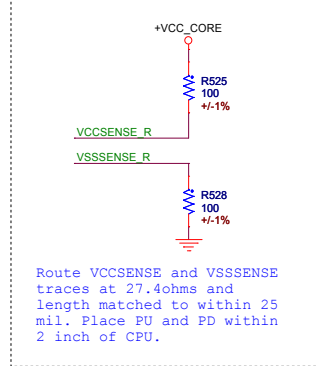 +VCC_CORE
R525
100
+/-1%
VCCSENSE_R
VSSSENSE_R
R528
100
+/-1%
Route VCCSENSE and VSSSENSE
traces at 27.4ohms and
length matched to within 25
mil. Place PU and PD within
2 inch of CPU.